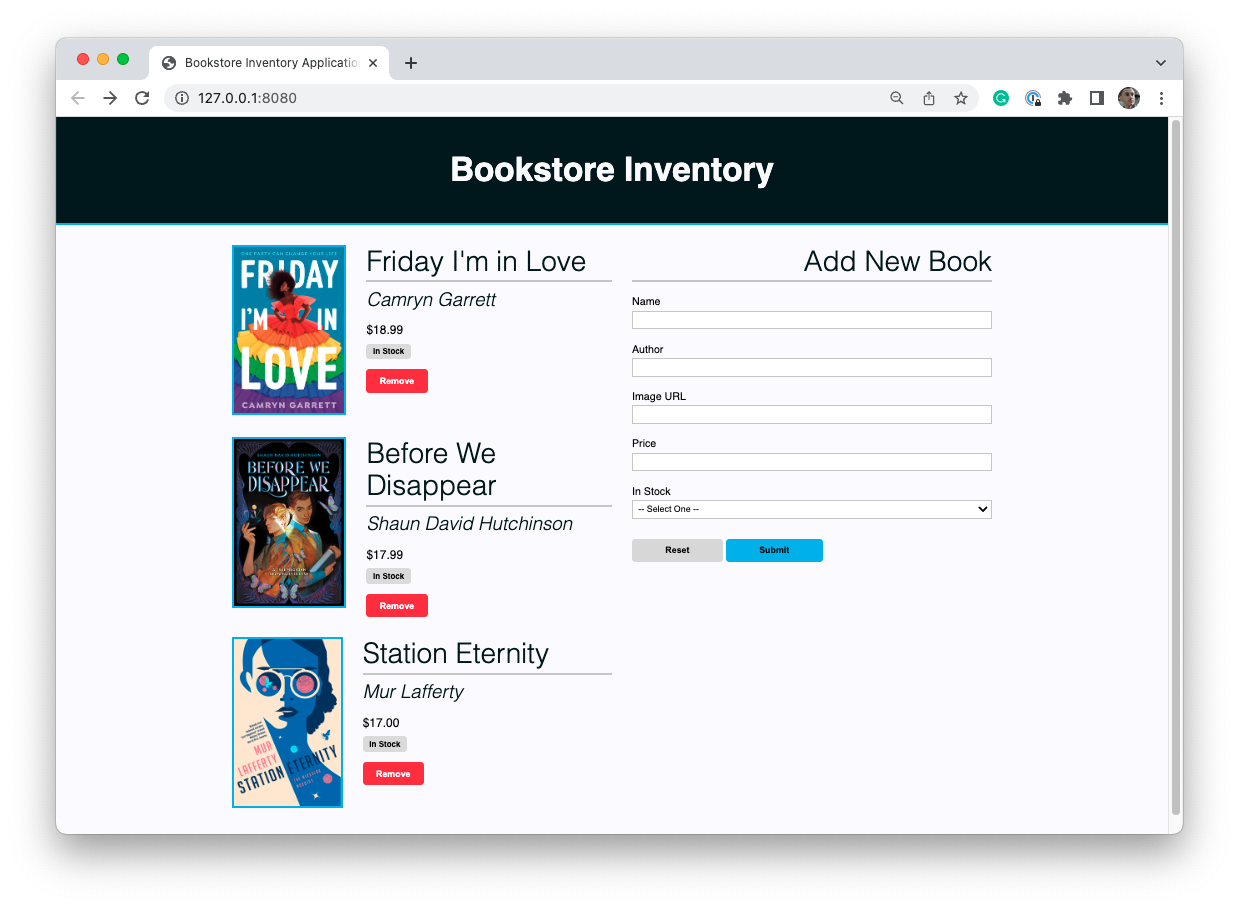 Bookstore Inventory Applicatio
127.0.0.1:8080
Bookstore Inventory
ONE PARTY CAN CHANGE YOUR LIFE
FRIDAY
I'M IN
LOVE
CAMRYN GARRETT
Friday I'm in Love
Camryn Garrett
$18.99
In Stock
Remove
SHAUN DAVID HUTCHINSON
BEFORE WE
DISAPPEAR
Before We
Disappear
Shaun David Hutchinson
$17.99
In Stock
Remove
MUR
LAFFERTY
STATION ETERNITY
Station Eternity
Mur Lafferty
$17.00
In Stock
Remove
Add New Book
Name
Author
Image URL
Price
In Stock
-- Select One --
Reset
Submit